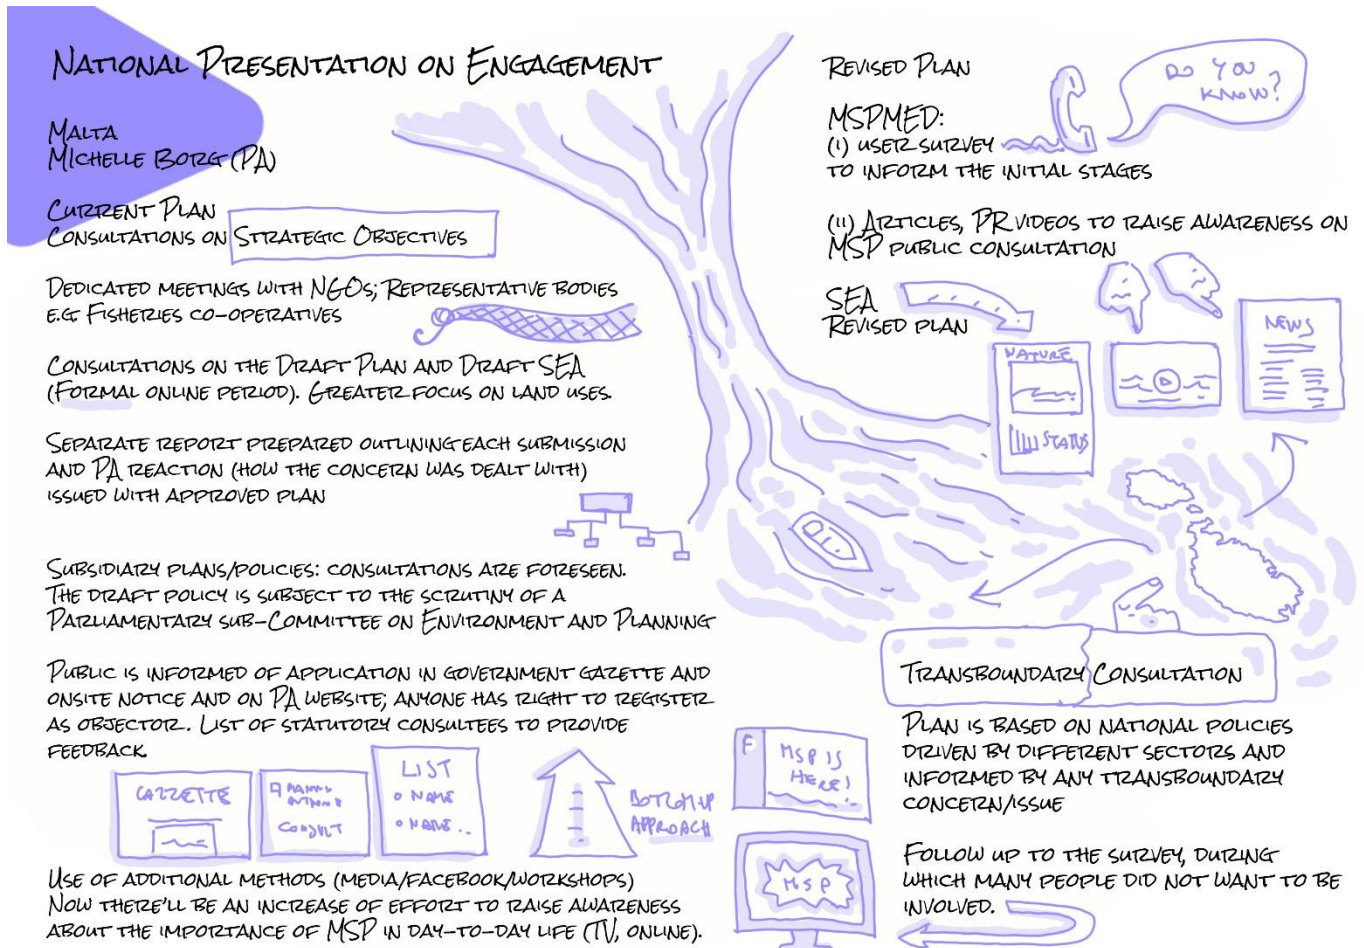 NATIONAL PRESENTATION ON ENGAGEMENT
MALTA
MICHELLE BORG (PA)
CURRENT PLAN
CONSULTATIONS ON STRATEGIC OBJECTIVES
DEDICATED MEETINGS WITH NGOS; REPRESENTATIVE BODIES
E.G FISHERIES CO-OPERATIVES
CONSULTATIONS ON THE DRAFT PLAN AND DRAFT SEA
(FORMAL ONLINE PERIOD). GREATER FOCUS ON LAND USES.
SEPARATE REPORT PREPARED OUTLINING EACH SUBMISSION
AND PA REACTION (HOW THE CONCERN WAS DEALT WITH)
ISSUED WITH APPROVED PLAN
SUBSIDIARY PLANS/POLICIES: CONSULTATIONS ARE FORESEEN.
THE DRAFT POLICY IS SUBJECT TO THE SCRUTINY OF A
PARLIAMENTARY SUB-COMMITTEE ON ENVIRONMENT AND PLANNING
PUBLIC IS INFORMED OF APPLICATION IN GOVERNMENT GAZETTE AND
ONSITE NOTICE AND ON PA WEBSITE; ANYONE HAS RIGHT TO REGISTER
AS OBJECTOR. LIST OF STATUTORY CONSULTEES TO PROVIDE
FEEDBACK
GAZZETTE
CONSULT
LIST
NAME
NAME..
BOTTOM UP
APPROACH
USE OF ADDITIONAL METHODS (MEDIA/FACEBOOK/WORKSHOPS)
NOW THERE'LL BE AN INCREASE OF EFFORT TO RAISE AWARENESS
ABOUT THE IMPORTANCE OF MSP IN DAY-TO-DAY LIFE (TV, ONLINE).
REVISED PLAN
DO YOU
KNOW?
MSPMED:
(I) USER SURVEY
TO INFORM THE INITIAL STAGES
(II) ARTICLES, PR VIDEOS TO RAISE AWARENESS ON
MSP PUBLIC CONSULTATION
SEA
REVISED PLAN
NATURE
STATUS
NEWS
TRANSBOUNDARY CONSULTATION
PLAN IS BASED ON NATIONAL POLICIES
DRIVEN BY DIFFERENT SECTORS AND
INFORMED BY ANY TRANSBOUNDARY
CONCERN/ISSUE
F
MSP IS
HERE!
MSP
FOLLOW UP TO THE SURVEY, DURING
WHICH MANY PEOPLE DID NOT WANT TO BE
INVOLVED.